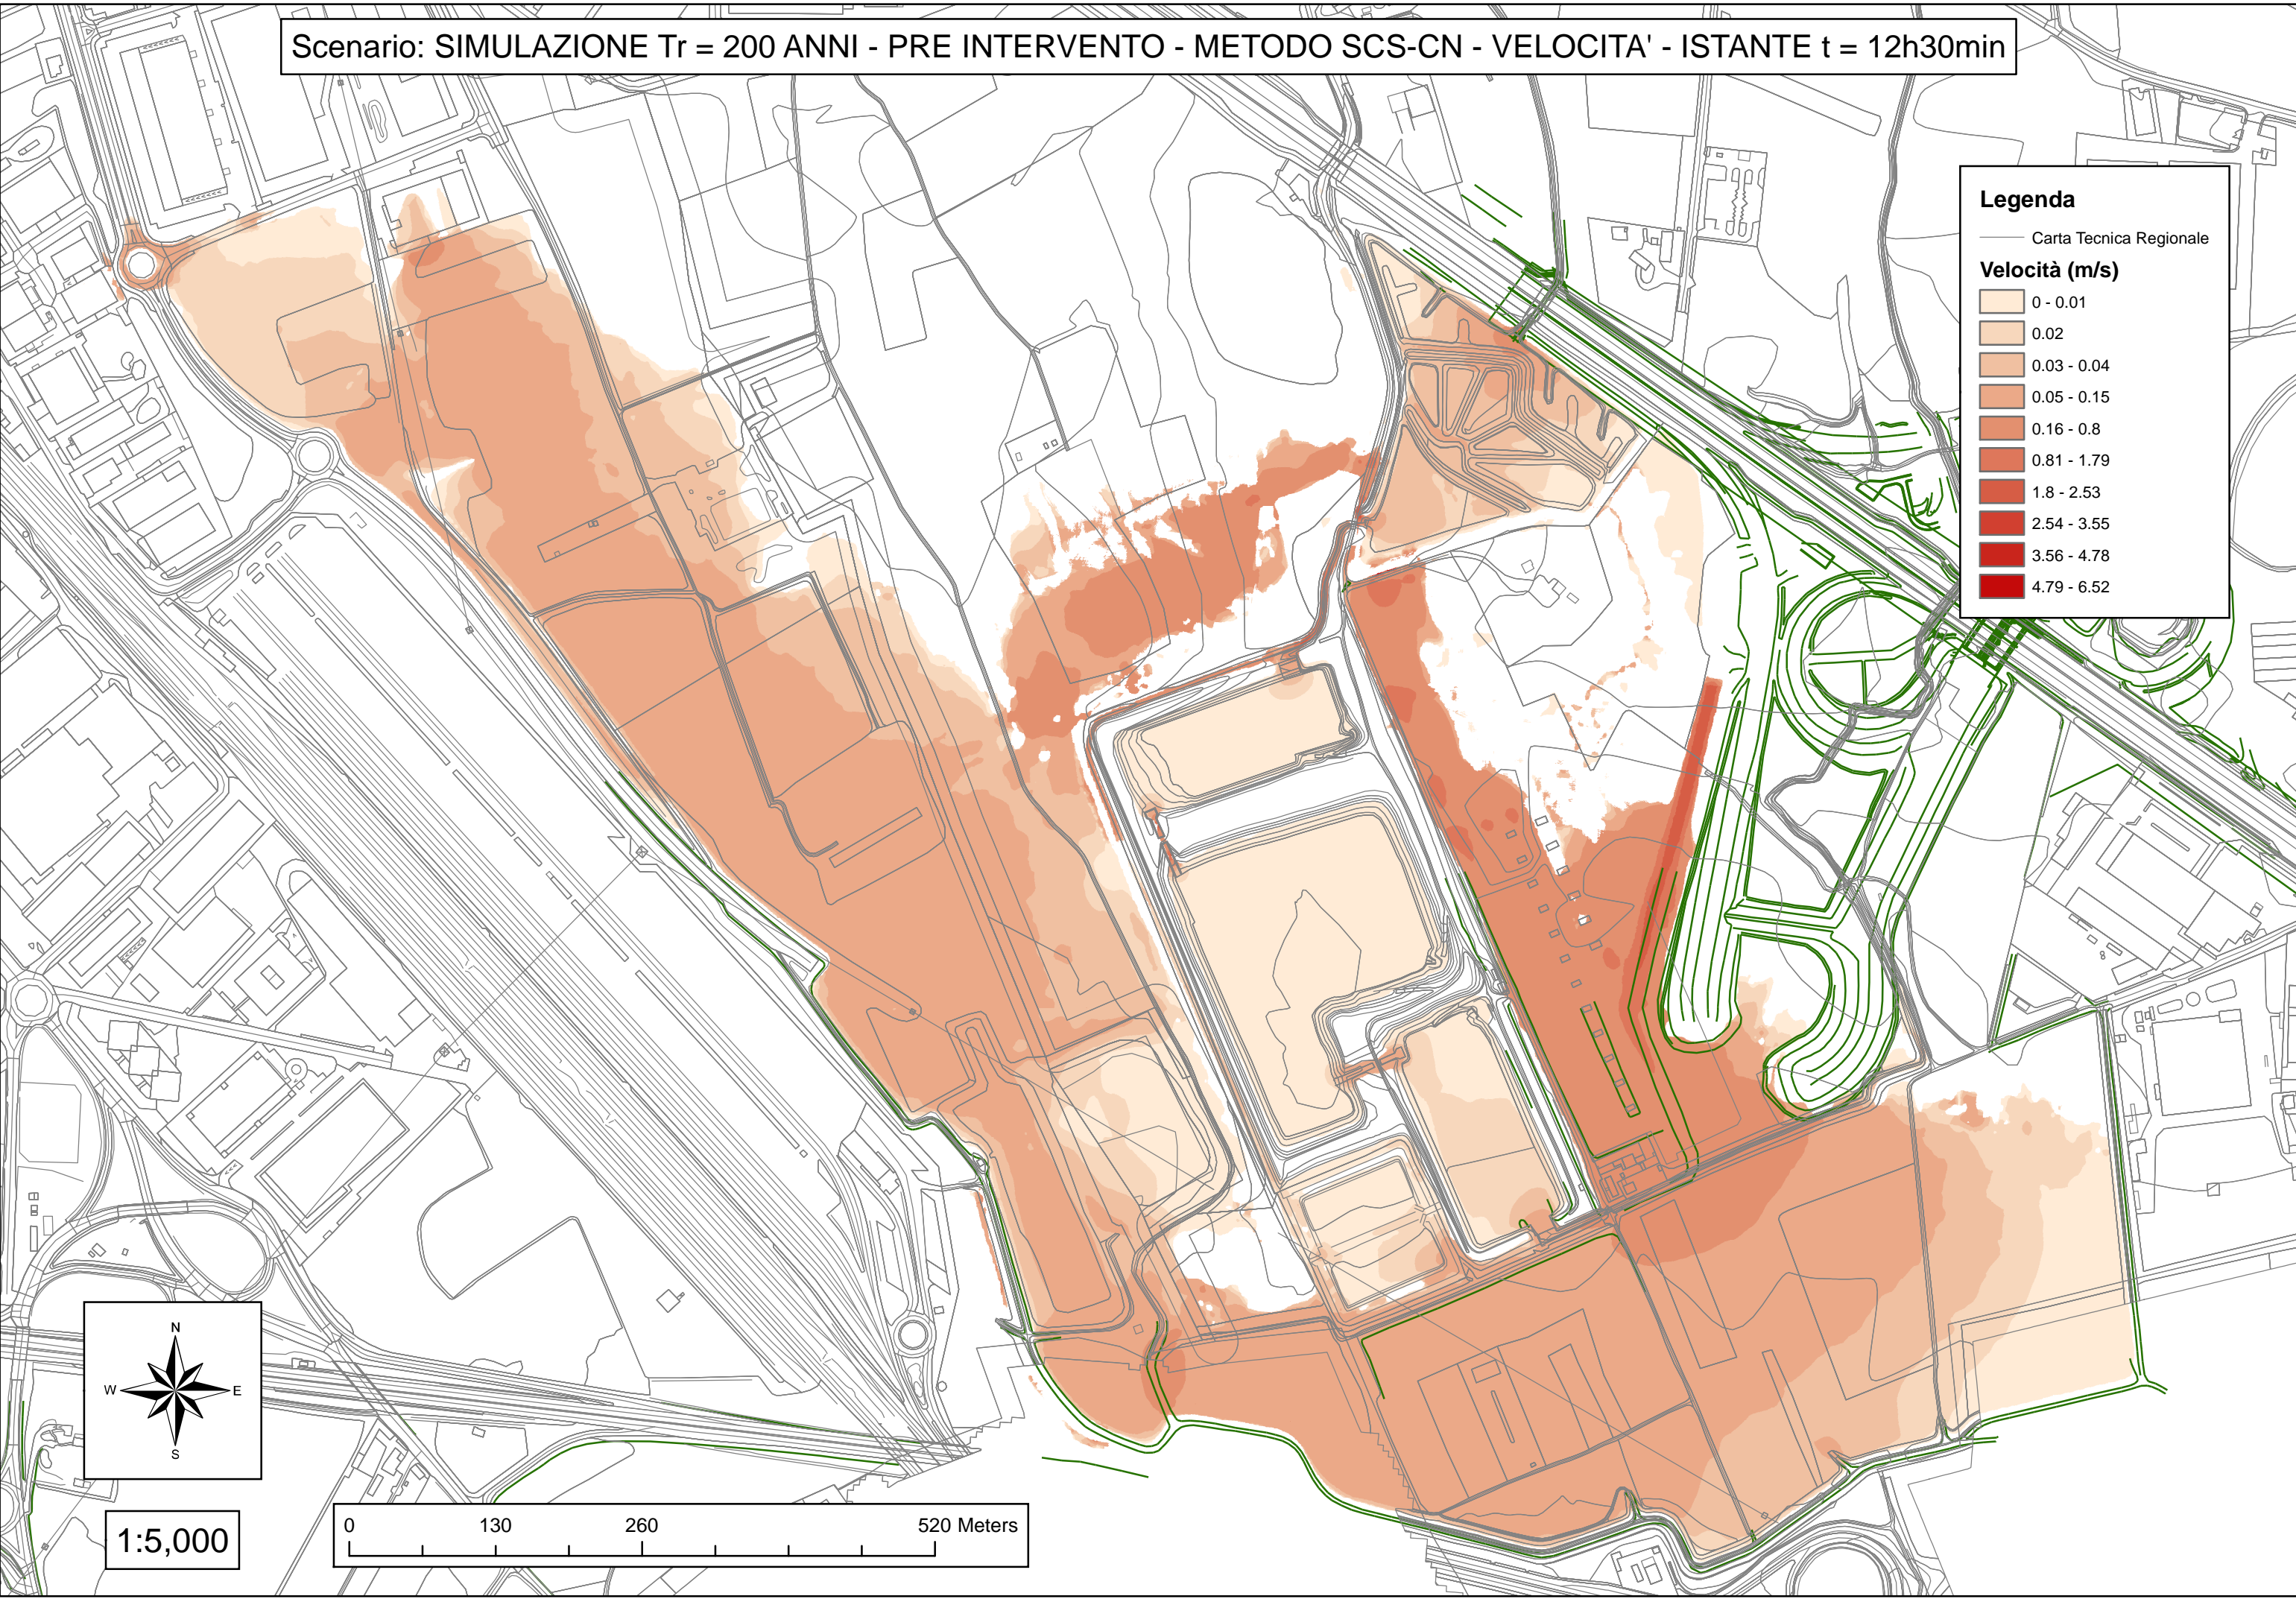 Scenario: SIMULAZIONE Tr = 200 ANNI - PRE INTERVENTO - METODO SCS-CN - VELOCITA' - ISTANTE t = 12h30min
Legenda
Carta Tecnica Regionale
Velocità (m/s)
0 - 0.01
0.02
0.03 - 0.04
0.05 - 0.15
0.16 - 0.8
0.81 - 1.79
1.8 - 2.53
2.54 - 3.55
3.56 - 4.78
4.79 - 6.52
N
W E
S
1:5,000
0 130 260 520 Meters